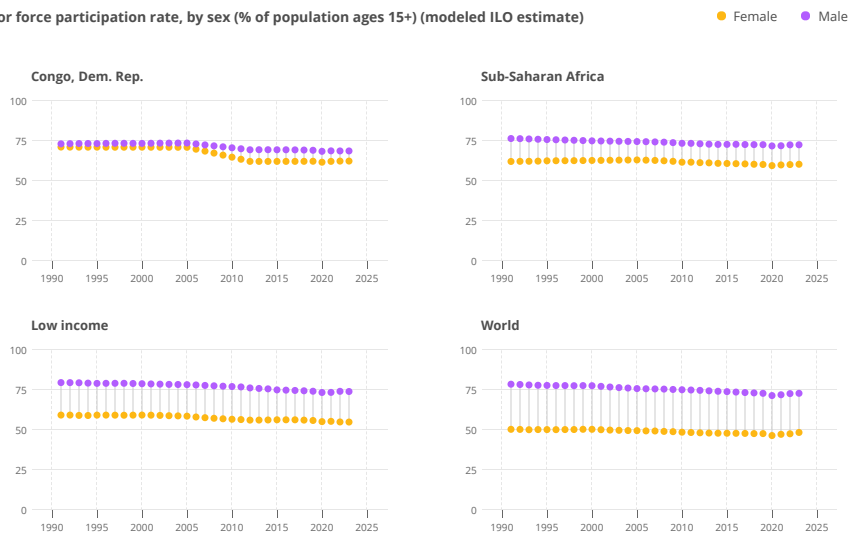 or force participation rate, by sex (% of population ages 15+) (modeled ILO estimate) Female Male
Congo, Dem. Rep. Sub-Saharan Africa
100 100
75 75
50 50
25 25
0 0
1990 1995 2000 2005 2010 2015 2020 2025 1990 1995 2000 2005 2010 2015 2020 2025
Low income World
100 100
75 75
50 50
25 25
0 0
1990 1995 2000 2005 2010 2015 2020 2025 1990 1995 2000 2005 2010 2015 2020 2025